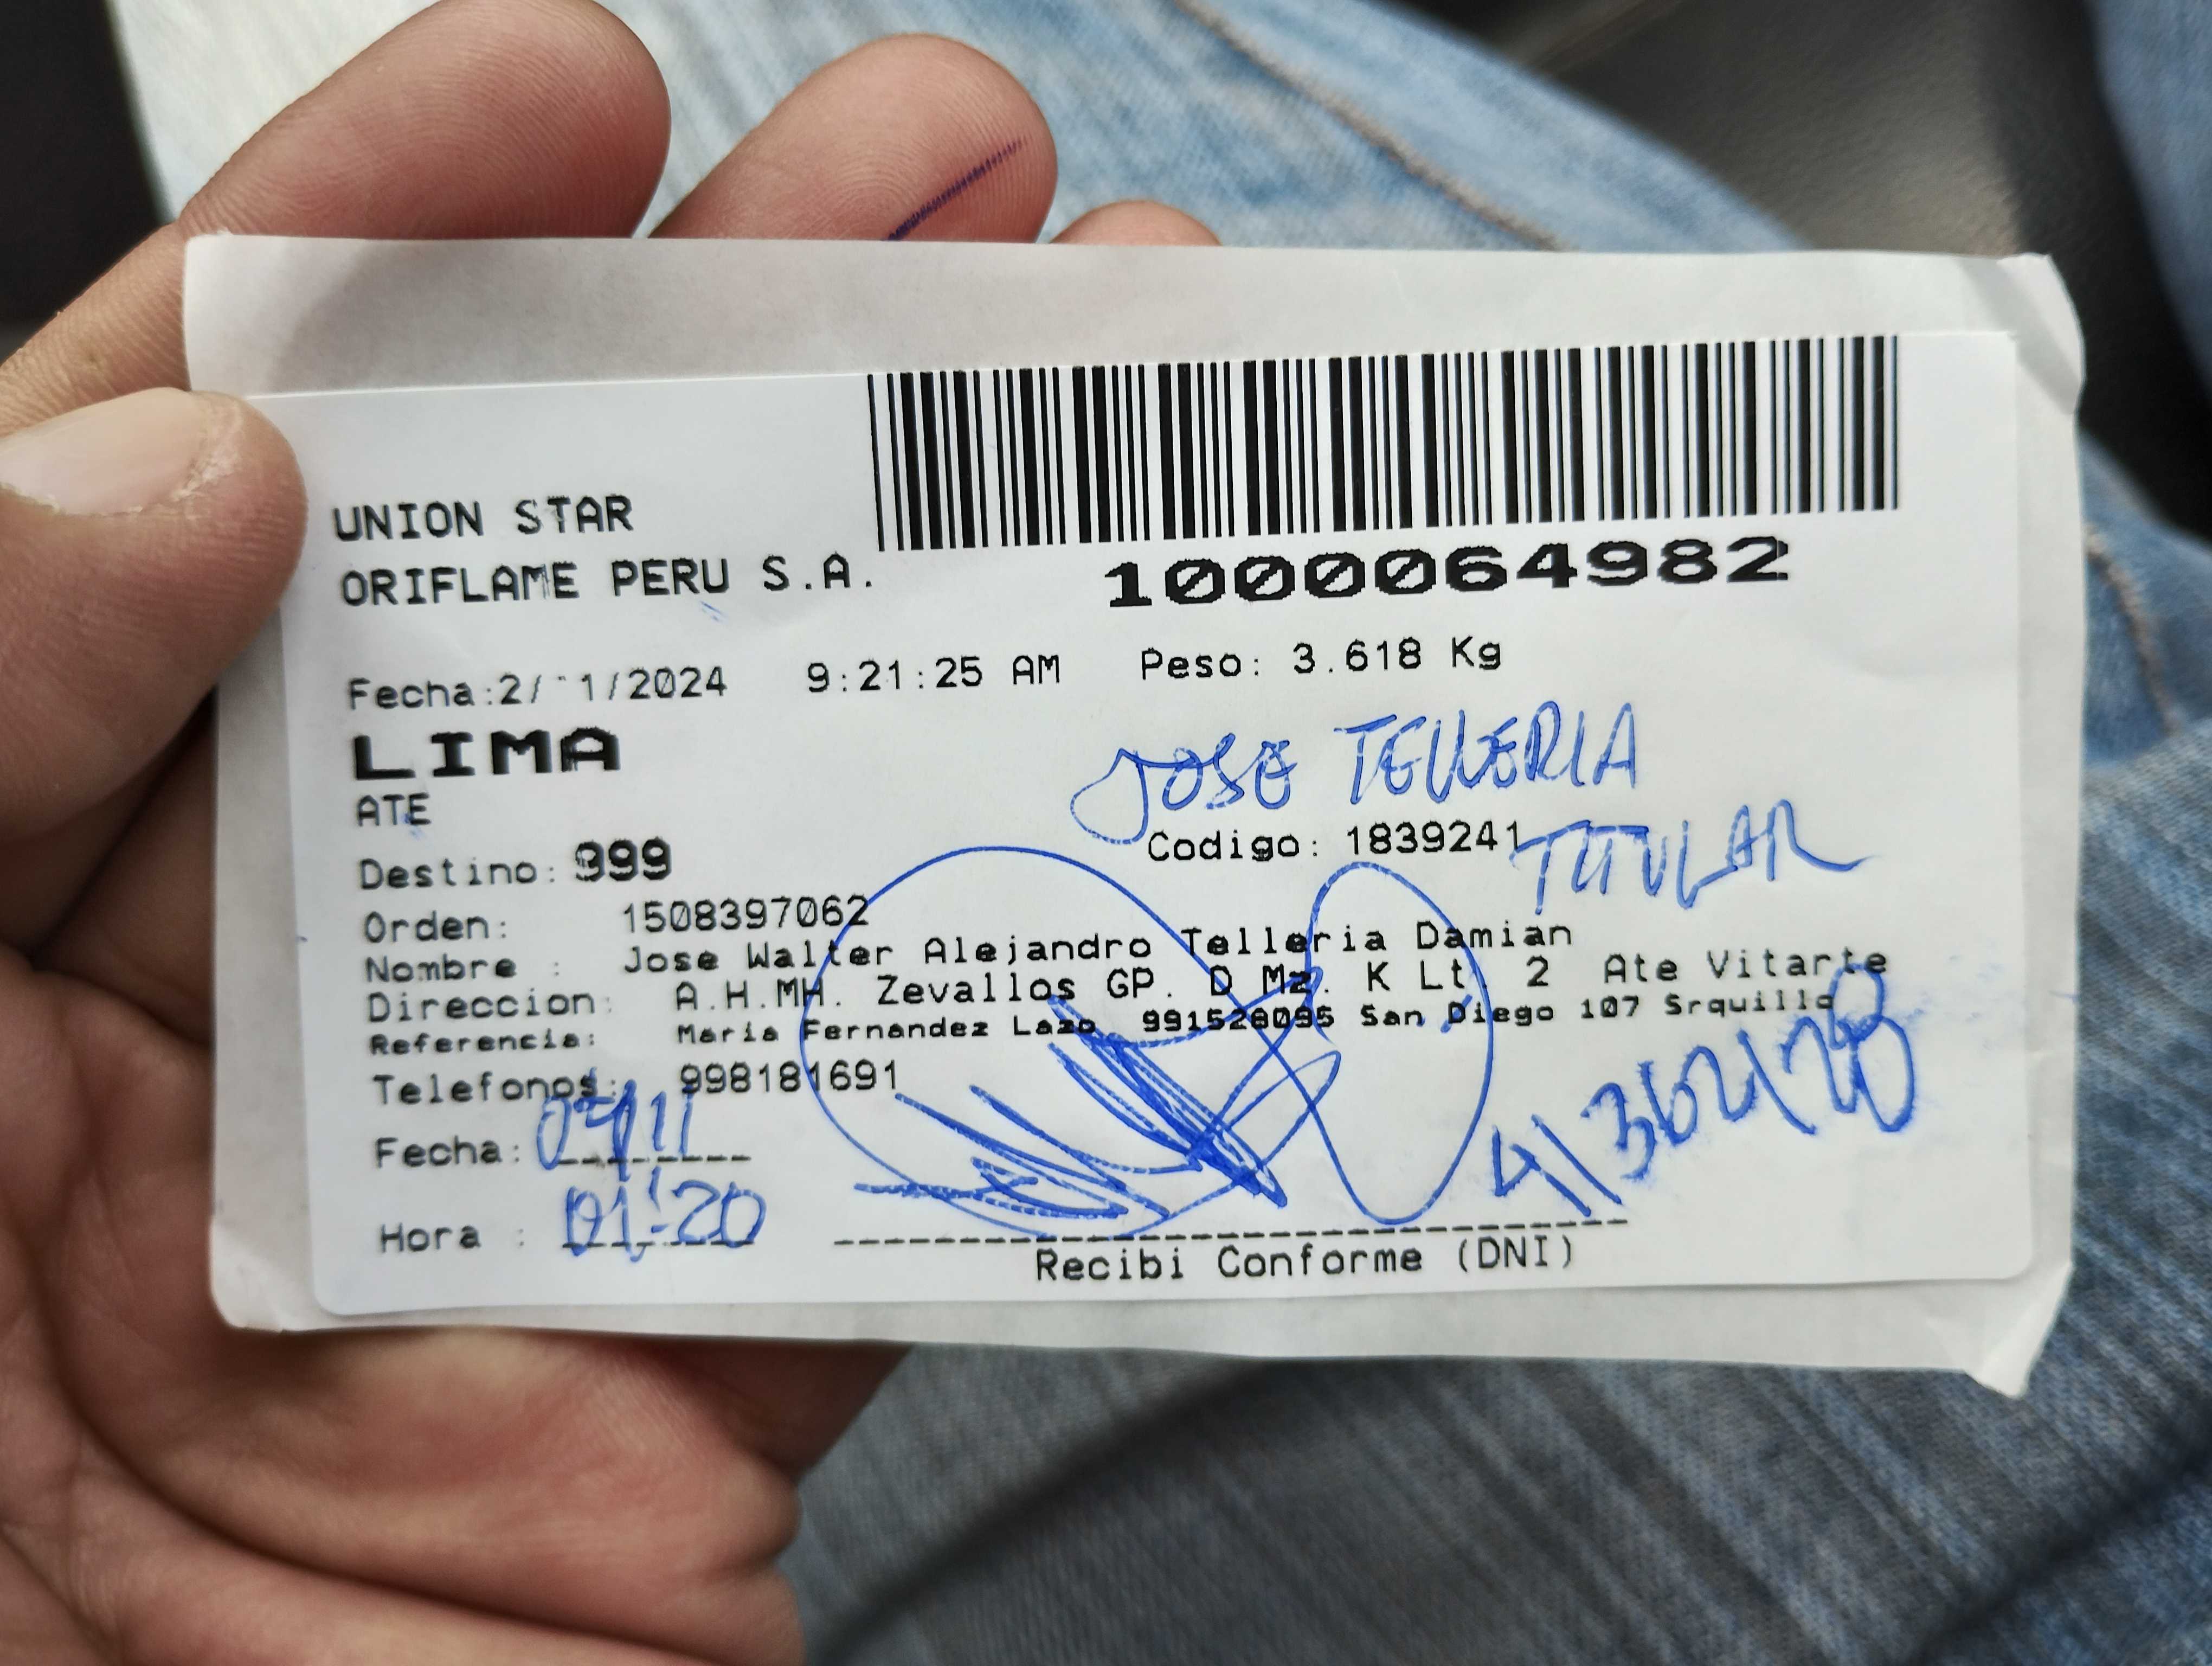 UNION STAR
ORIFLAME PERU S.A.
1000064982
Fecha:2/ 1/2024 9:21:25 AM Peso: 3.618 Kg
LIMA
JOSE TELLERIA
ATE
Codigo: 1839241 TITULAR
Destino: 999
Orden: 1508397062
Nombre : Jose Walter Alejandro Telleria Damian
Direccion: A.H.MH. Zevallos GP. D Mz. K Lt. 2 Ate Vitarte
Referencia: Maria Fernandez Lazo 991528095 San Diego 107 Srquillo
Telefonos: 998181691
Fecha:
Hora : 01:20
Recibi Conforme (DNI)